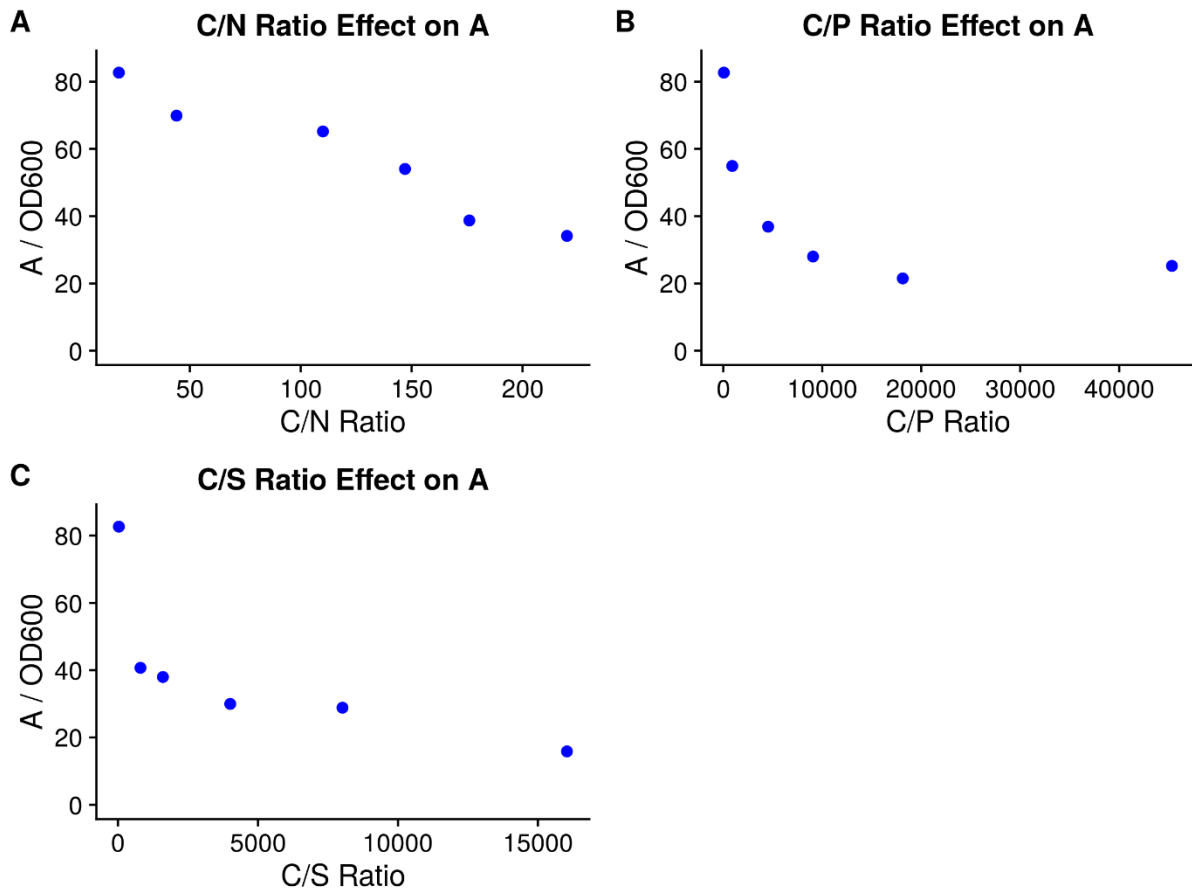 A
C/N Ratio Effect on A
A / OD600
80
60
40
20
0
50
100
150
200
C/N Ratio
B
C/P Ratio Effect on A
A / OD600
80
60
40
20
0
0
10000
20000
30000
40000
C/P Ratio
C
C/S Ratio Effect on A
A / OD600
80
60
40
20
0
0
5000
10000
15000
C/S Ratio